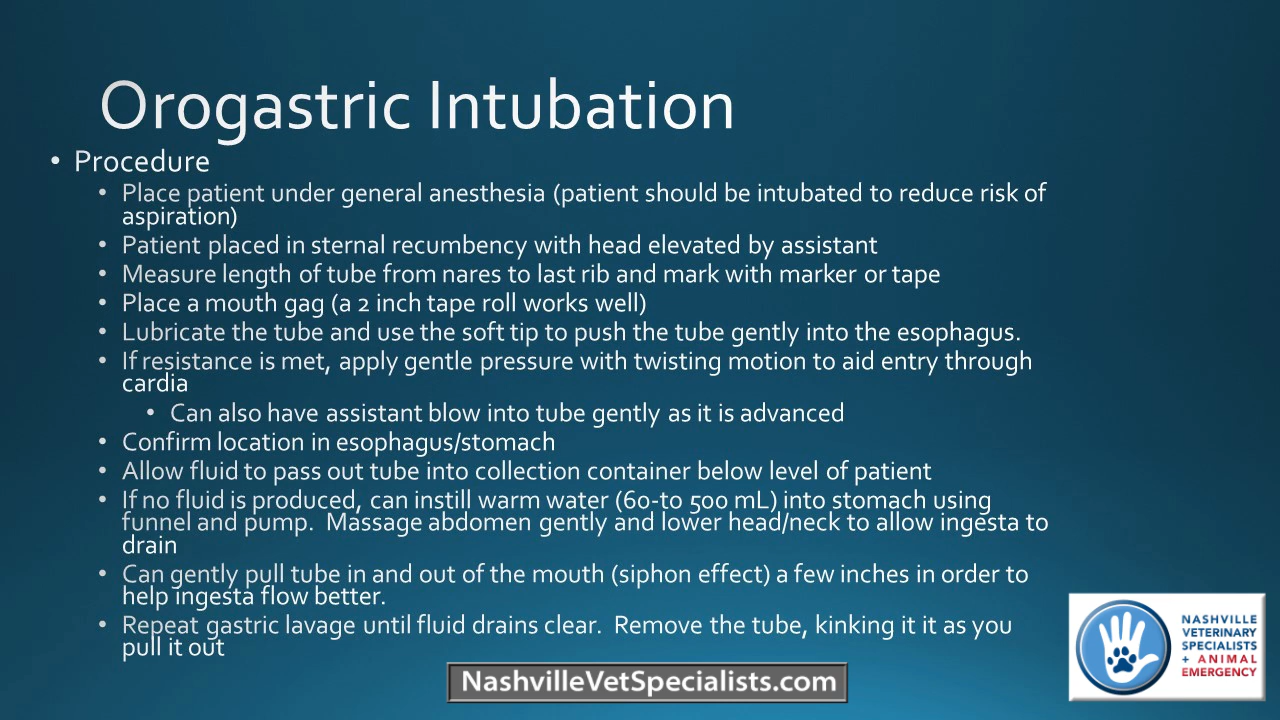 Orogastric Intubation
• Procedure
• Place patient under general anesthesia (patient should be intubated to reduce risk of
aspiration)
• Patient placed in sternal recumbency with head elevated by assistant
• Measure length of tube from nares to last rib and mark with marker or tape
• Place a mouth gag (a 2 inch tape roll works well)
• Lubricate the tube and use the soft tip to push the tube gently into the esophagus.
• If resistance is met, apply gentle pressure with twisting motion to aid entry through
cardia
• Can also have assistant blow into tube gently as it is advanced
• Confirm location in esophagus/stomach
• Allow fluid to pass out tube into collection container below level of patient
• If no fluid is produced, can instill warm water (60-to 500 mL) into stomach using
funnel and pump. Massage abdomen gently and lower head/neck to allow ingesta to
drain
• Can gently pull tube in and out of the mouth (siphon effect) a few inches in order to
help ingesta flow better.
• Repeat gastric lavage until fluid drains clear. Remove the tube, kinking it it as you
pull it out
NASHVILLE
VETERINARY
SPECIALISTS
+ ANIMAL
EMERGENCY
NashvilleVetSpecialists.com